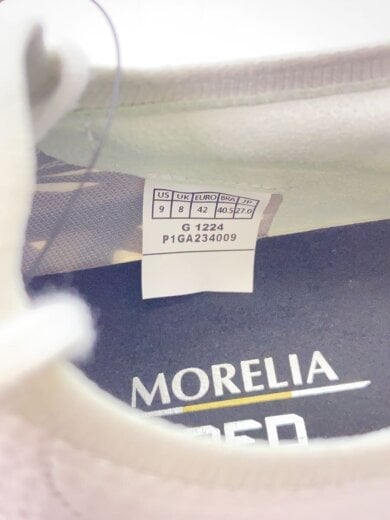 US UK EURO BRA JP
9 8 42 40.5 27.0
G 1224
P1GA234009
MORELIA